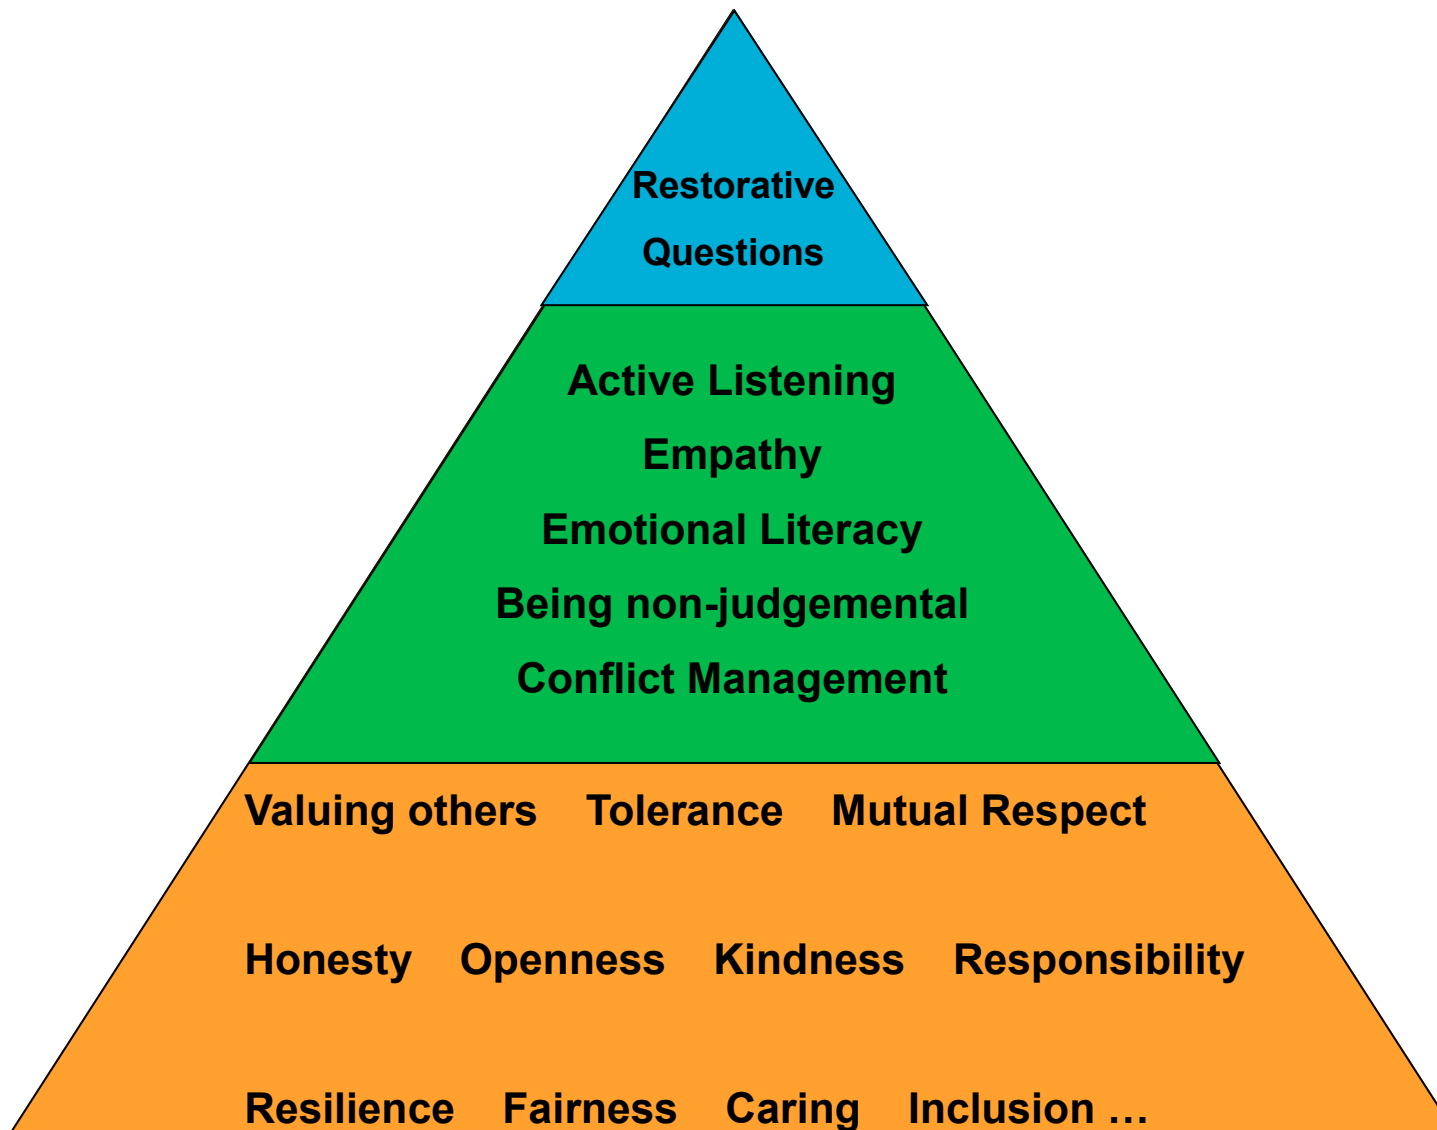 Restorative
Questions
Active Listening
Empathy
Emotional Literacy
Being non-judgemental
Conflict Management
Valuing others Tolerance Mutual Respect
Honesty Openness Kindness Responsibility
Resilience Fairness Caring Inclusion …